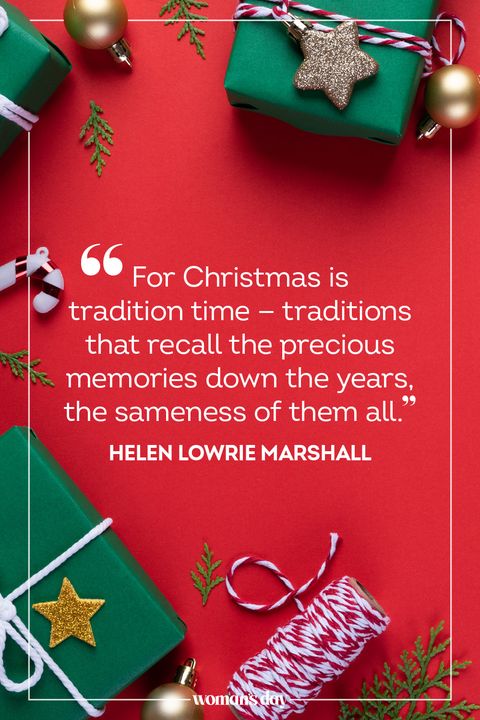 “ For Christmas is
tradition time – traditions
that recall the precious
memories down the years,
the sameness of them all.”
HELEN LOWRIE MARSHALL
woman's day